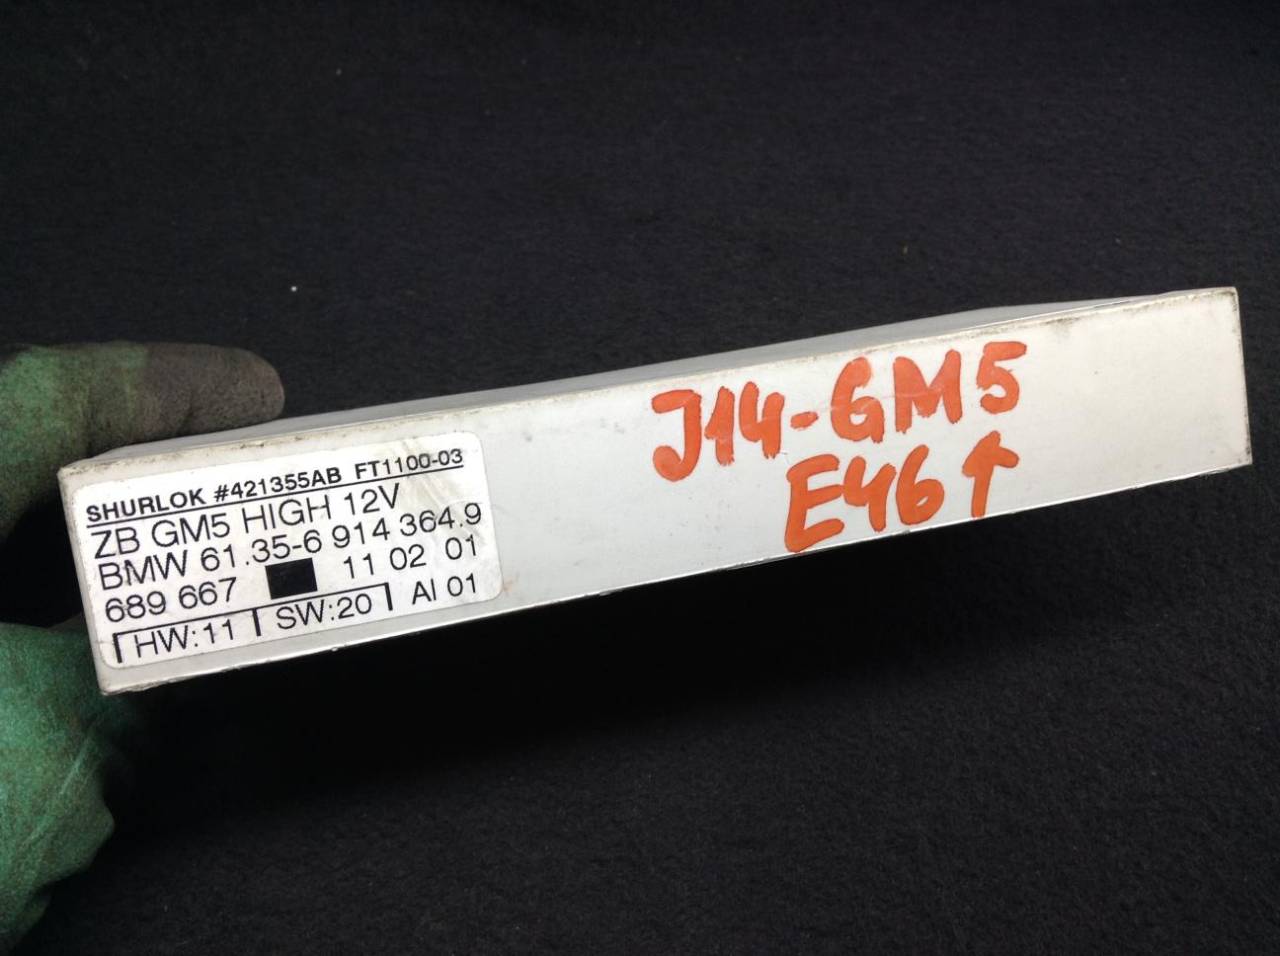 SHURLOK #421355AB FT1100-03
ZB GM5 HIGH 12V
BMW 61.35-6 914 364.9
689 667 11 02 01
HW:11 SW:20 AI 01
J14-GM5
E46↑